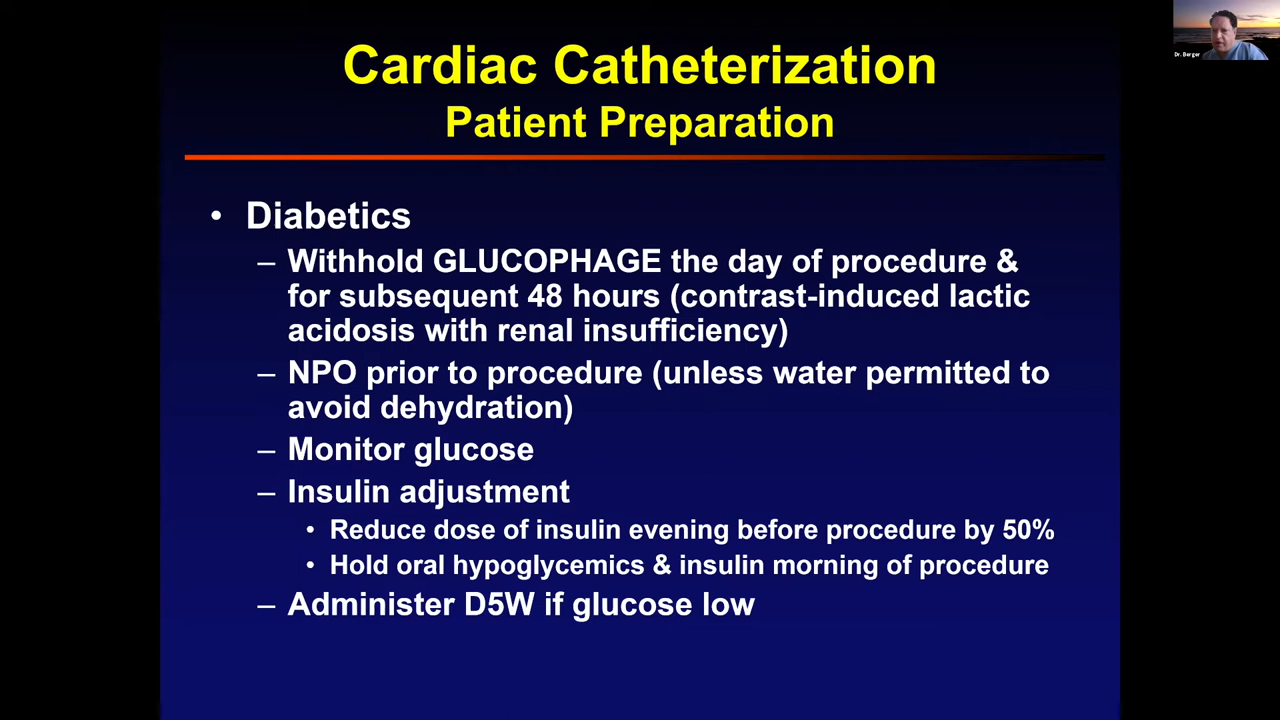 Cardiac Catheterization
Patient Preparation
• Diabetics
– Withhold GLUCOPHAGE the day of procedure &
for subsequent 48 hours (contrast-induced lactic
acidosis with renal insufficiency)
– NPO prior to procedure (unless water permitted to
avoid dehydration)
– Monitor glucose
– Insulin adjustment
• Reduce dose of insulin evening before procedure by 50%
• Hold oral hypoglycemics & insulin morning of procedure
– Administer D5W if glucose low
Dr. Berger